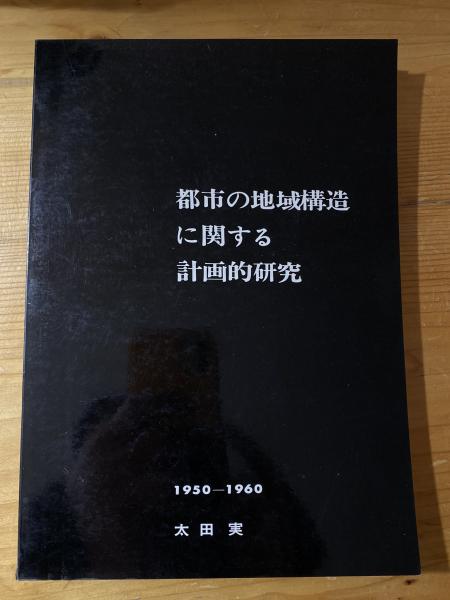 都市の地域構造
に関する
計画的研究
1950—1960
太田実